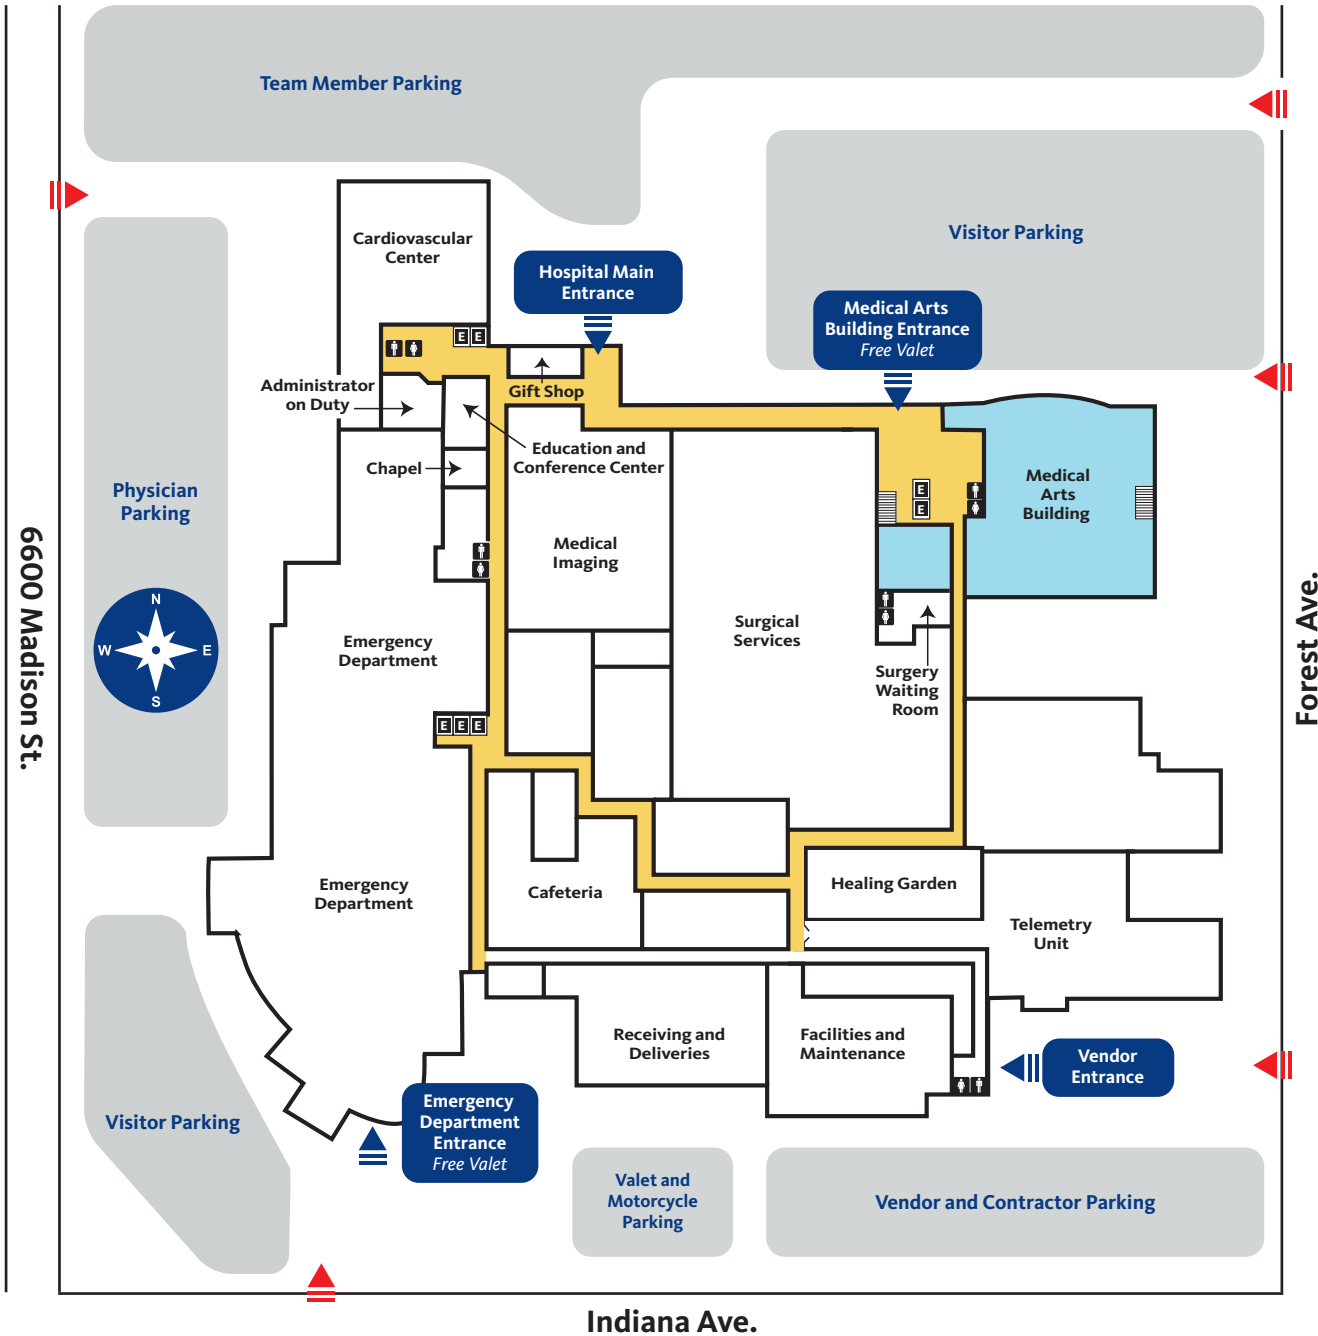 Team Member Parking
Visitor Parking
Cardiovascular
Center
Hospital Main
Entrance
Medical Arts
Building Entrance
Free Valet
E E
Administrator
on Duty
Gift Shop
Education and
Conference Center
Chapel
Medical
Arts
Building
E
E
Physician
Parking
Medical
Imaging
6600 Madison St.
Forest Ave.
N
W E
S
Emergency
Department
Surgical
Services
Surgery
Waiting
Room
E E E
Emergency
Department
Cafeteria
Healing Garden
Telemetry
Unit
Receiving and
Deliveries
Facilities and
Maintenance
Vendor
Entrance
Visitor Parking
Emergency
Department
Entrance
Free Valet
Valet and
Motorcycle
Parking
Vendor and Contractor Parking
Indiana Ave.